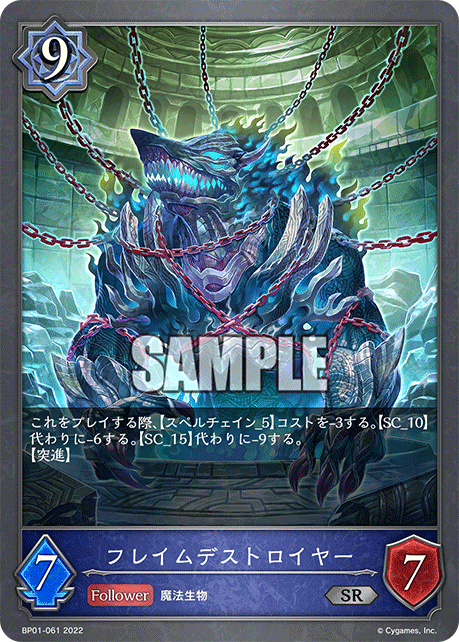 9
SAMPLE
これをプレイする際、【スペルチェイン_5】コストを-3する。【SC_10】
代わりに-6する。【SC_15】代わりに-9する。
【突進】
フレイムデストロイヤー
7
Follower 魔法生物
SR
7
BP01-061 2022
© Cygames, Inc.